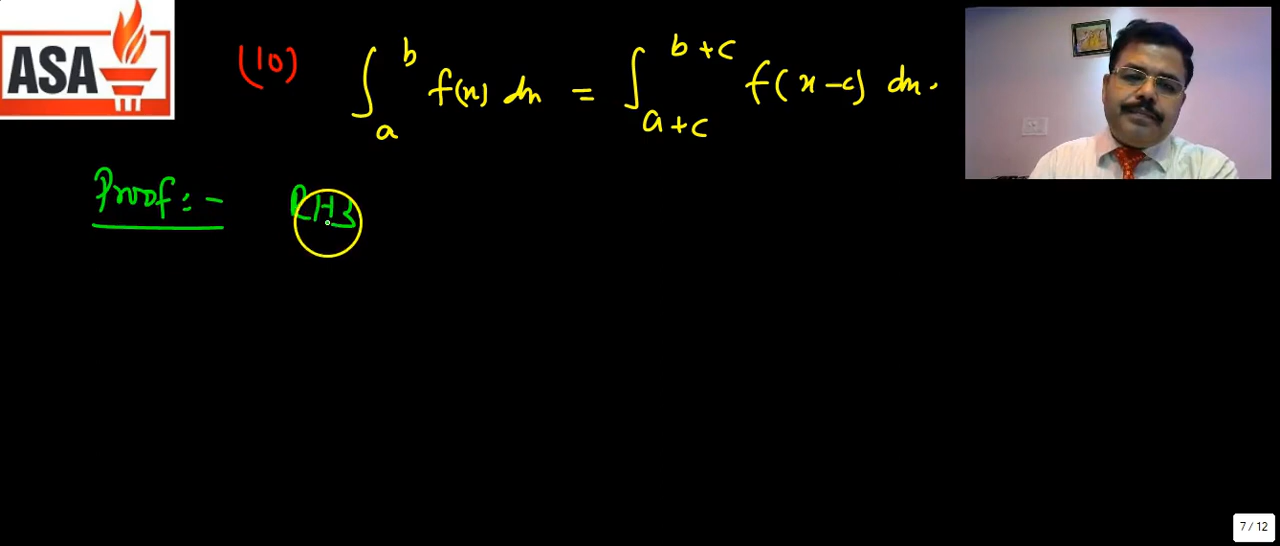 ASA
(10) ∫_a^b f(x) dx = ∫_{a+c}^{b+c} f(x-c) dx.
Proof :- RHS
7 / 12